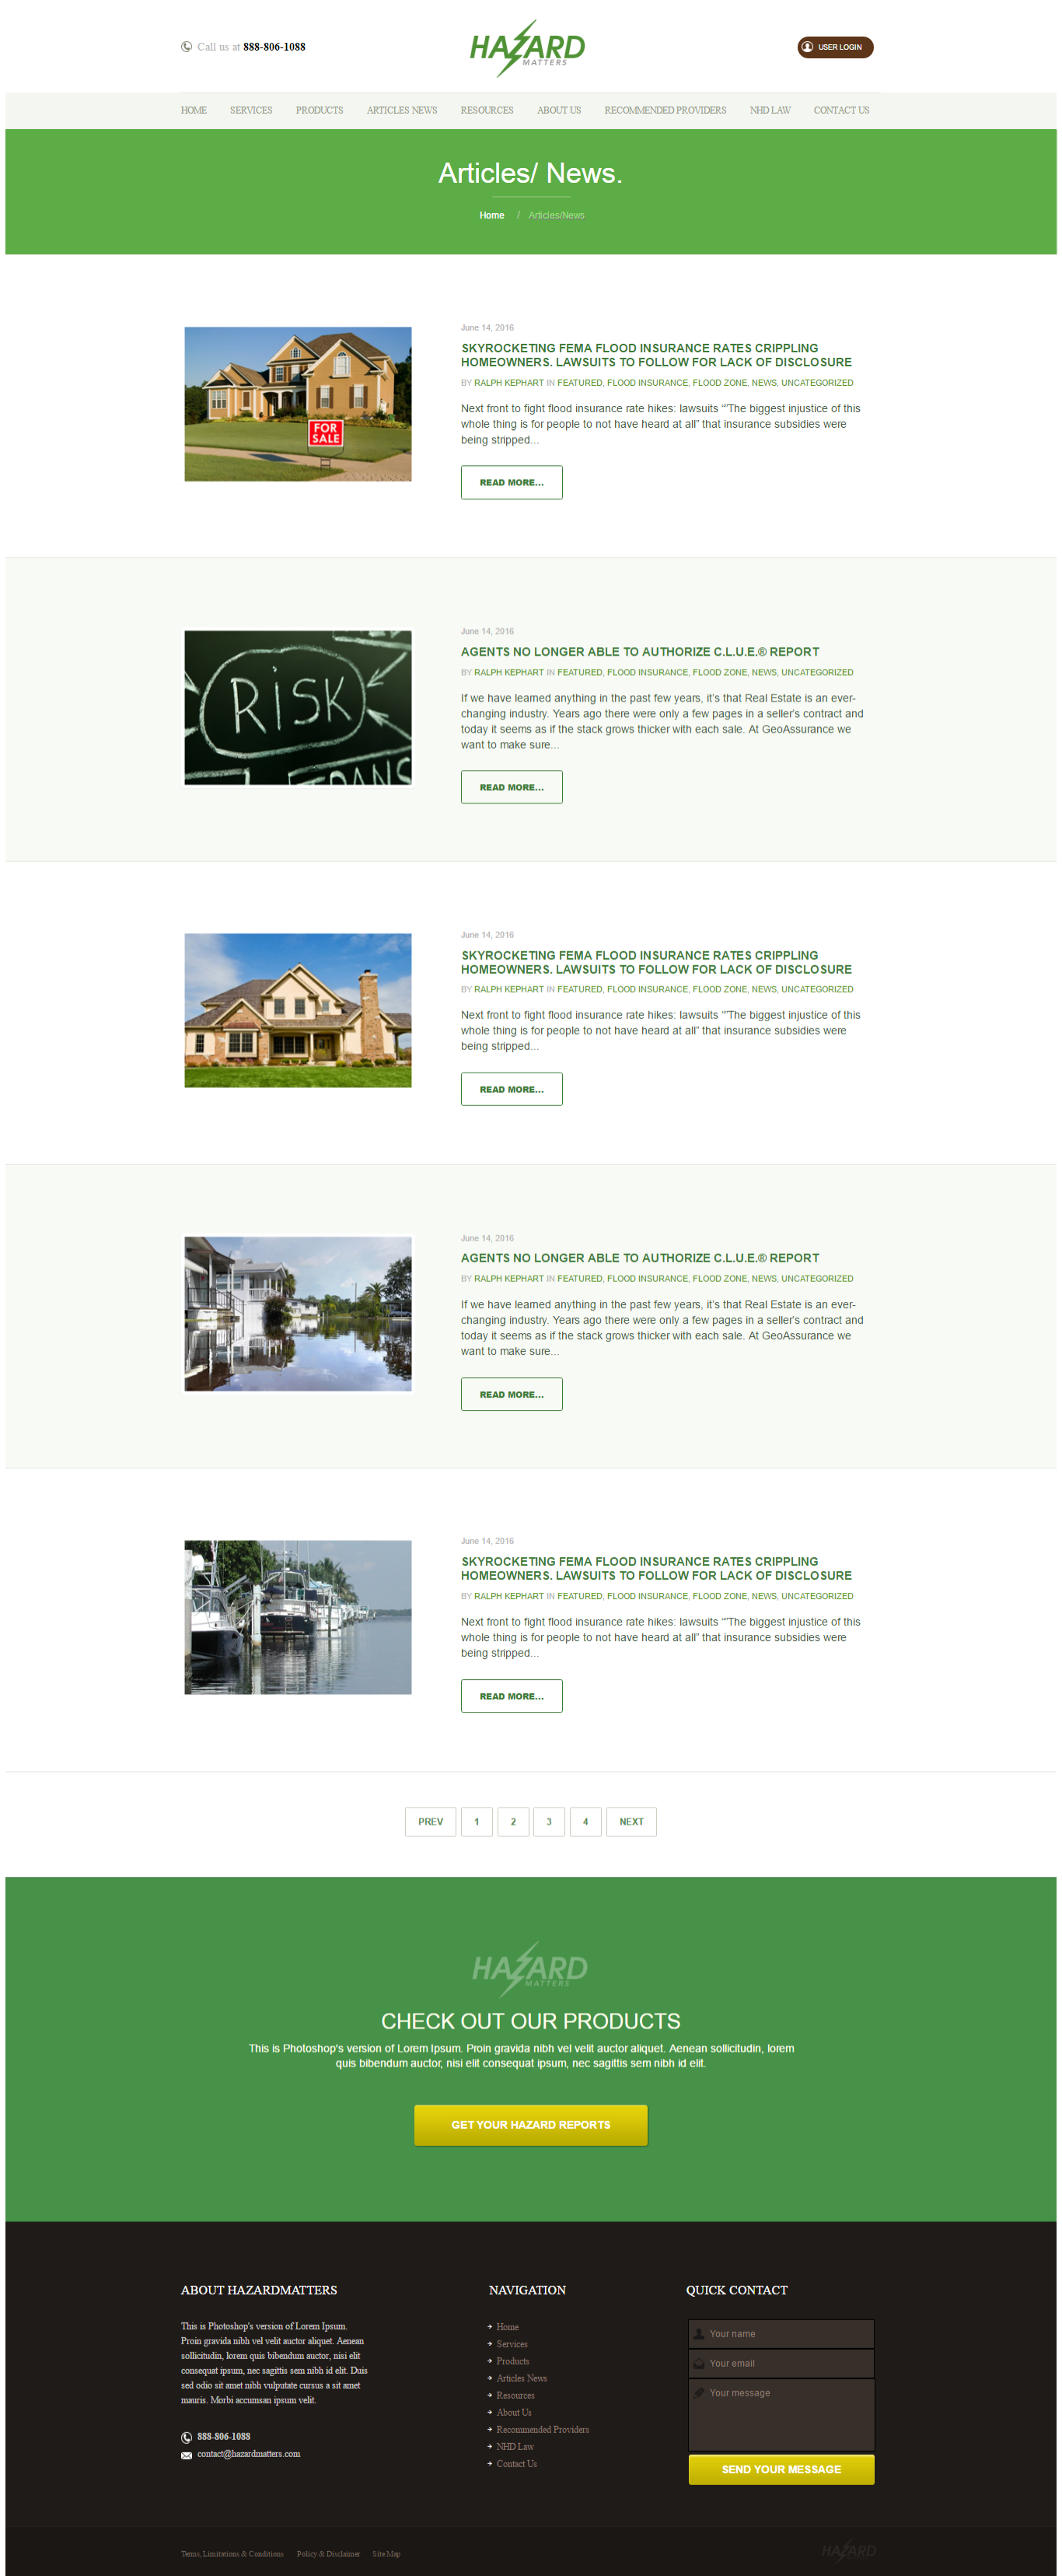 Call us at 888-806-1088
HAZARD
MATTERS
USER LOGIN
HOME SERVICES PRODUCTS ARTICLES NEWS RESOURCES ABOUT US RECOMMENDED PROVIDERS NHD LAW CONTACT US
Articles/ News.
Home / Articles/News
FOR
SALE
June 14, 2016
SKYROCKETING FEMA FLOOD INSURANCE RATES CRIPPLING
HOMEOWNERS. LAWSUITS TO FOLLOW FOR LACK OF DISCLOSURE
BY RALPH KEPHART IN FEATURED, FLOOD INSURANCE, FLOOD ZONE, NEWS, UNCATEGORIZED
Next front to fight flood insurance rate hikes: lawsuits “”The biggest injustice of this
whole thing is for people to not have heard at all” that insurance subsidies were
being stripped...
READ MORE...
RISK
June 14, 2016
AGENTS NO LONGER ABLE TO AUTHORIZE C.L.U.E.® REPORT
BY RALPH KEPHART IN FEATURED, FLOOD INSURANCE, FLOOD ZONE, NEWS, UNCATEGORIZED
If we have learned anything in the past few years, it’s that Real Estate is an ever-
changing industry. Years ago there were only a few pages in a seller’s contract and
today it seems as if the stack grows thicker with each sale. At GeoAssurance we
want to make sure...
READ MORE...
June 14, 2016
SKYROCKETING FEMA FLOOD INSURANCE RATES CRIPPLING
HOMEOWNERS. LAWSUITS TO FOLLOW FOR LACK OF DISCLOSURE
BY RALPH KEPHART IN FEATURED, FLOOD INSURANCE, FLOOD ZONE, NEWS, UNCATEGORIZED
Next front to fight flood insurance rate hikes: lawsuits “”The biggest injustice of this
whole thing is for people to not have heard at all” that insurance subsidies were
being stripped...
READ MORE...
June 14, 2016
AGENTS NO LONGER ABLE TO AUTHORIZE C.L.U.E.® REPORT
BY RALPH KEPHART IN FEATURED, FLOOD INSURANCE, FLOOD ZONE, NEWS, UNCATEGORIZED
If we have learned anything in the past few years, it’s that Real Estate is an ever-
changing industry. Years ago there were only a few pages in a seller’s contract and
today it seems as if the stack grows thicker with each sale. At GeoAssurance we
want to make sure...
READ MORE...
June 14, 2016
SKYROCKETING FEMA FLOOD INSURANCE RATES CRIPPLING
HOMEOWNERS. LAWSUITS TO FOLLOW FOR LACK OF DISCLOSURE
BY RALPH KEPHART IN FEATURED, FLOOD INSURANCE, FLOOD ZONE, NEWS, UNCATEGORIZED
Next front to fight flood insurance rate hikes: lawsuits “”The biggest injustice of this
whole thing is for people to not have heard at all” that insurance subsidies were
being stripped...
READ MORE...
PREV 1 2 3 4 NEXT
HAZARD
MATTERS
CHECK OUT OUR PRODUCTS
This is Photoshop's version of Lorem Ipsum. Proin gravida nibh vel velit auctor aliquet. Aenean sollicitudin, lorem
quis bibendum auctor, nisi elit consequat ipsum, nec sagittis sem nibh id elit.
GET YOUR HAZARD REPORTS
ABOUT HAZARDMATTERS
This is Photoshop's version of Lorem Ipsum.
Proin gravida nibh vel velit auctor aliquet. Aenean
sollicitudin, lorem quis bibendum auctor, nisi elit
consequat ipsum, nec sagittis sem nibh id elit. Duis
sed odio sit amet nibh vulputate cursus a sit amet
mauris. Morbi accumsan ipsum velit.
888-806-1088
contact@hazardmatters.com
NAVIGATION
Home
Services
Products
Articles News
Resources
About Us
Recommended Providers
NHD Law
Contact Us
QUICK CONTACT
Your name
Your email
Your message
SEND YOUR MESSAGE
Terms, Limitations & Conditions Policy & Disclaimer Site Map
HAZARD